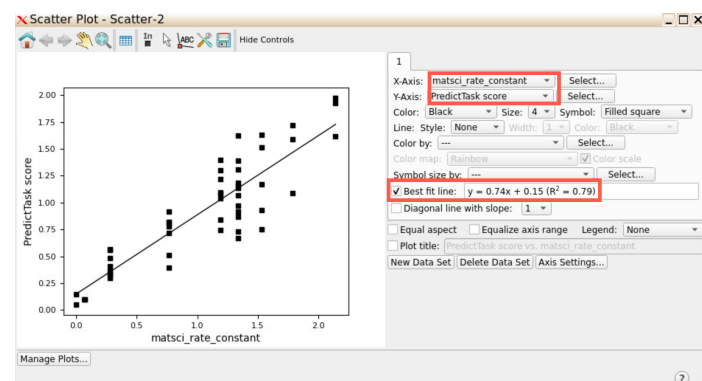 Scatter Plot - Scatter-2
In ABC Hide Controls
1
X-Axis: matsci_rate_constant Select...
Y-Axis: PredictTask score Select...
Color: Black Size: 4 Symbol: Filled square
Line: Style: None Width: 1 Color: Black
Color by: --- Select...
Color map: Rainbow Color scale
Symbol size by: --- Select...
Best fit line: y = 0.74x + 0.15 (R² = 0.79)
Diagonal line with slope: 1
Equal aspect Equalize axis range Legend: None
Plot title: PredictTask score vs. matsci_rate_constant
New Data Set Delete Data Set Axis Settings...
PredictTask score
2.00
1.75
1.50
1.25
1.00
0.75
0.50
0.25
0.00
0.0 0.5 1.0 1.5 2.0
matsci_rate_constant
Manage Plots...
?